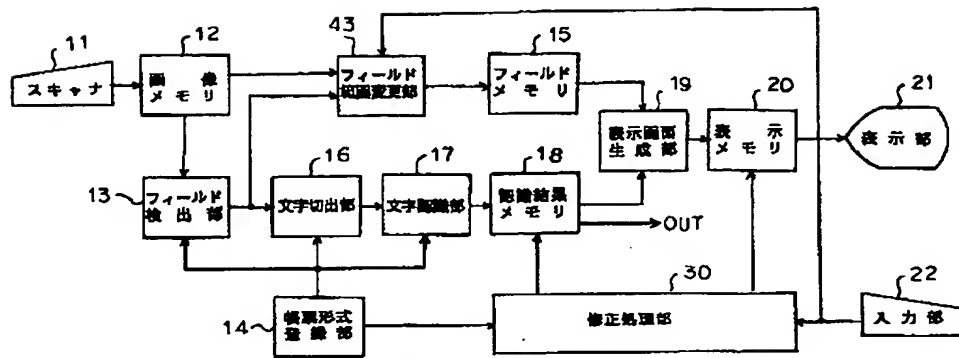 11
スキャナ
12
画像
メモリ
43
フィールド
範囲変更部
15
フィールド
メモリ
19
表示画面
生成部
20
表示
メモリ
21
表示部
13
フィールド
検出部
16
文字切出部
17
文字認識部
18
認識結果
メモリ
OUT
14
帳票形式
登録部
30
修正処理部
22
入力部